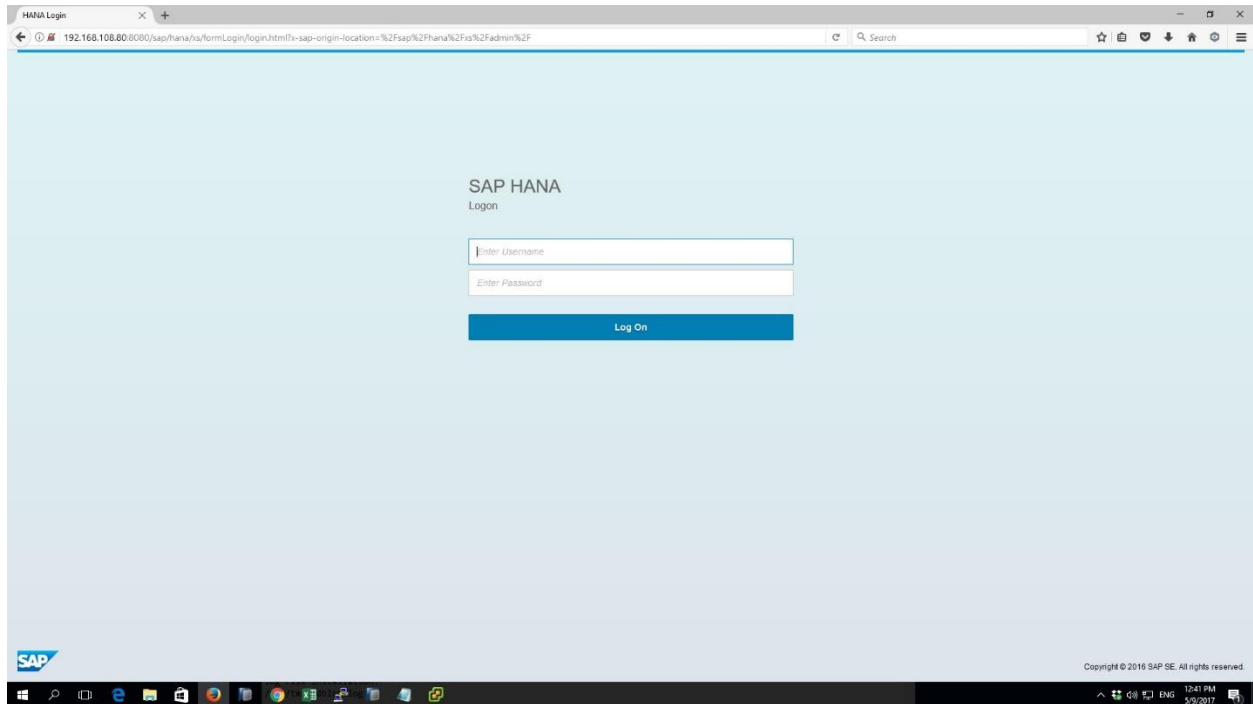 HANA Login
192.168.108.80:8080/sap/hana/xs/formLogin/login.html?x-sap-origin-location=%2Fsap%2Fhana%2Fxs%2Fadmin%2F
Search
SAP HANA
Logon
Enter Username
Enter Password
Log On
SAP
Copyright © 2016 SAP SE. All rights reserved.
ENG
12:41 PM
5/9/2017